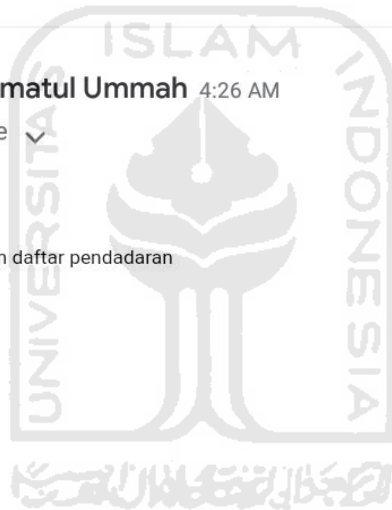 ISLAM
matul Ummah 4:26 AM
e
n daftar pendadaran
UNIVERSITAS
INDONESIA